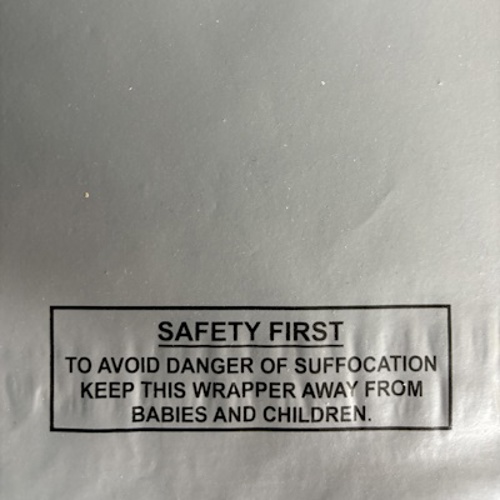 SAFETY FIRST
TO AVOID DANGER OF SUFFOCATION
KEEP THIS WRAPPER AWAY FROM
BABIES AND CHILDREN.